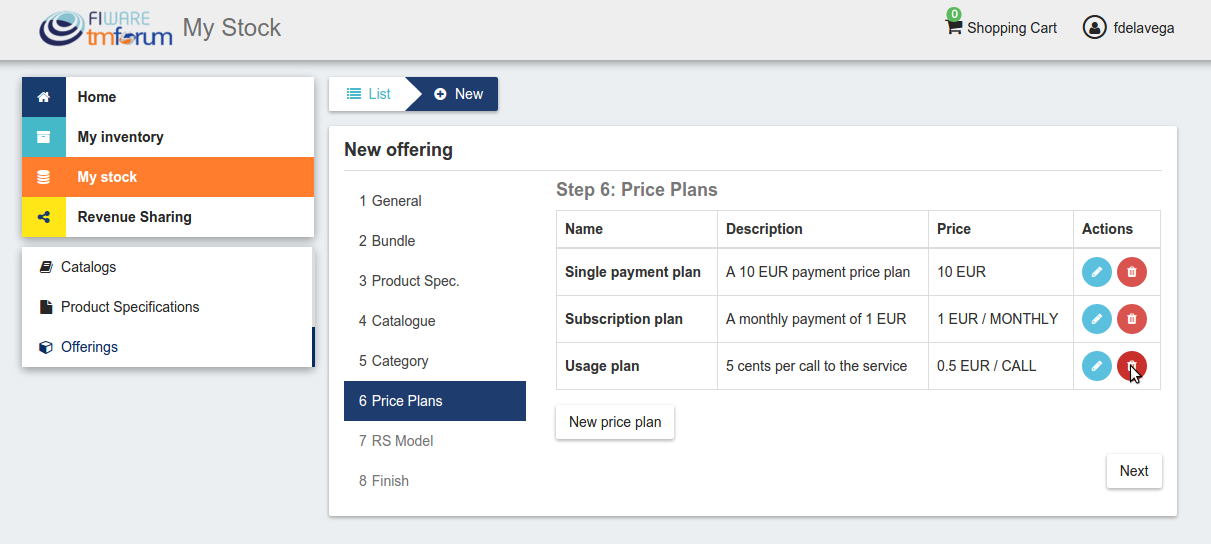 FIWARE
tmforum
My Stock
0
Shopping Cart
fdelavega
Home
My inventory
My stock
Revenue Sharing
Catalogs
Product Specifications
Offerings
List
New
New offering
1 General
2 Bundle
3 Product Spec.
4 Catalogue
5 Category
6 Price Plans
7 RS Model
8 Finish
Step 6: Price Plans
Name Description Price Actions
Single payment plan A 10 EUR payment price plan 10 EUR
Subscription plan A monthly payment of 1 EUR 1 EUR / MONTHLY
Usage plan 5 cents per call to the service 0.5 EUR / CALL
New price plan
Next